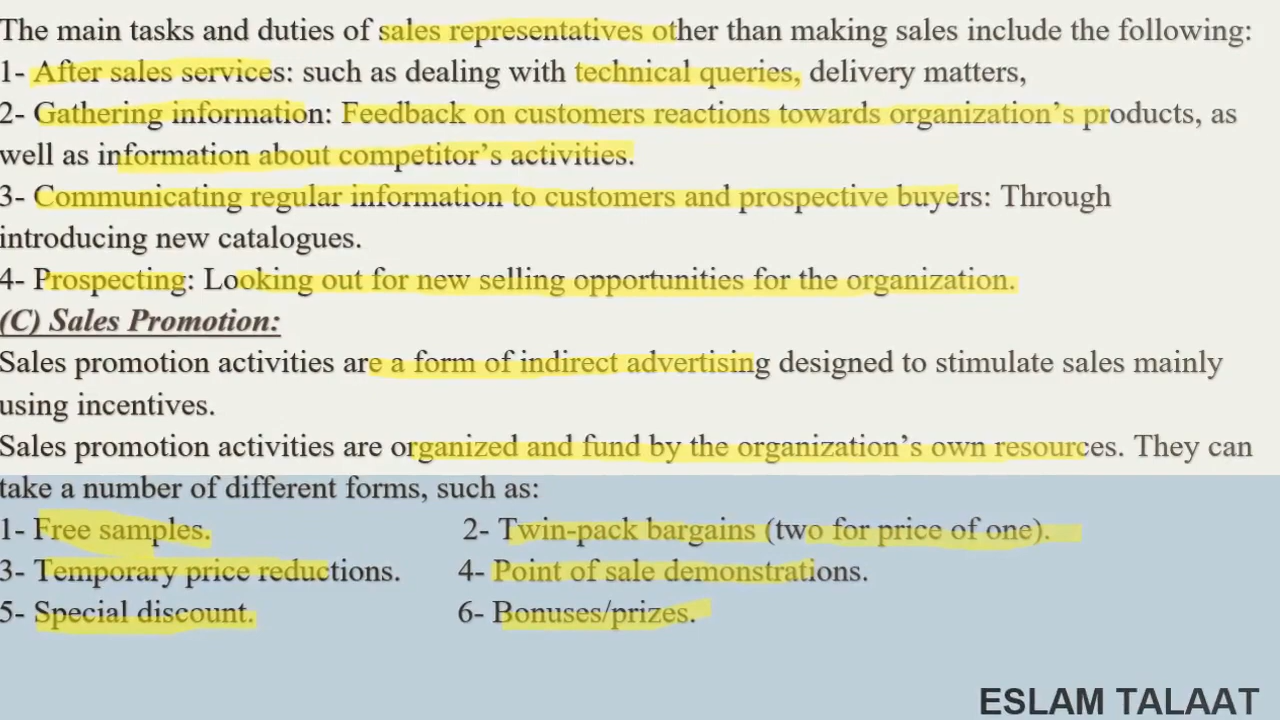 The main tasks and duties of sales representatives other than making sales include the following:
1- After sales services: such as dealing with technical queries, delivery matters,
2- Gathering information: Feedback on customers reactions towards organization's products, as
well as information about competitor's activities.
3- Communicating regular information to customers and prospective buyers: Through
introducing new catalogues.
4- Prospecting: Looking out for new selling opportunities for the organization.
(C) Sales Promotion:
Sales promotion activities are a form of indirect advertising designed to stimulate sales mainly
using incentives.
Sales promotion activities are organized and fund by the organization's own resources. They can
take a number of different forms, such as:
1- Free samples. 2- Twin-pack bargains (two for price of one).
3- Temporary price reductions. 4- Point of sale demonstrations.
5- Special discount. 6- Bonuses/prizes.
ESLAM TALAAT